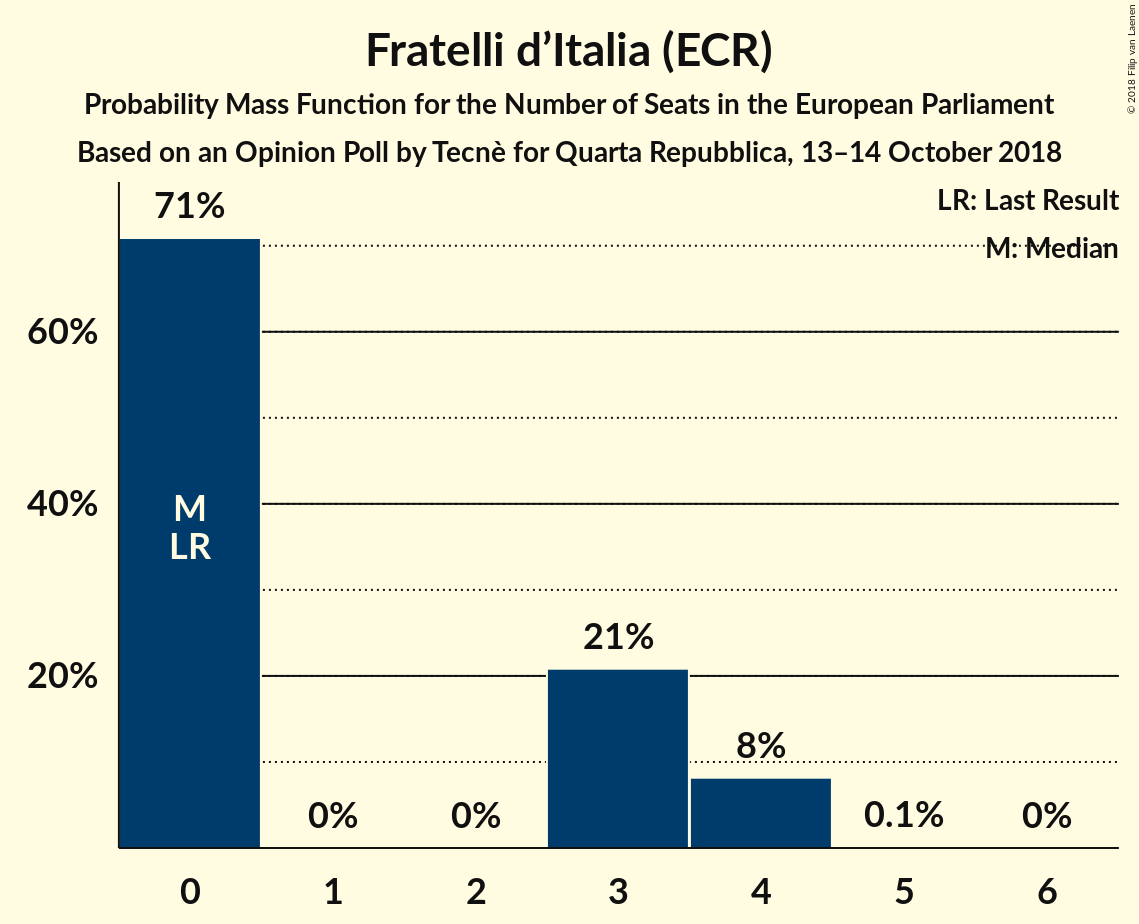 Fratelli d’Italia (ECR)
Probability Mass Function for the Number of Seats in the European Parliament
Based on an Opinion Poll by Tecnè for Quarta Repubblica, 13–14 October 2018
© 2018 Filip van Laenen
LR: Last Result
M: Median
71%
60%
40%
20%
M
LR
0%
0%
21%
8%
0.1%
0%
0 1 2 3 4 5 6